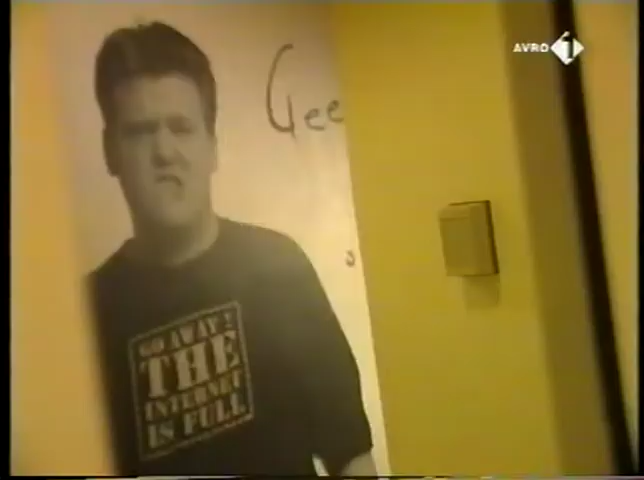 AVRO 1
Gee
GO AWAY!
THE
INTERNET
IS FULL